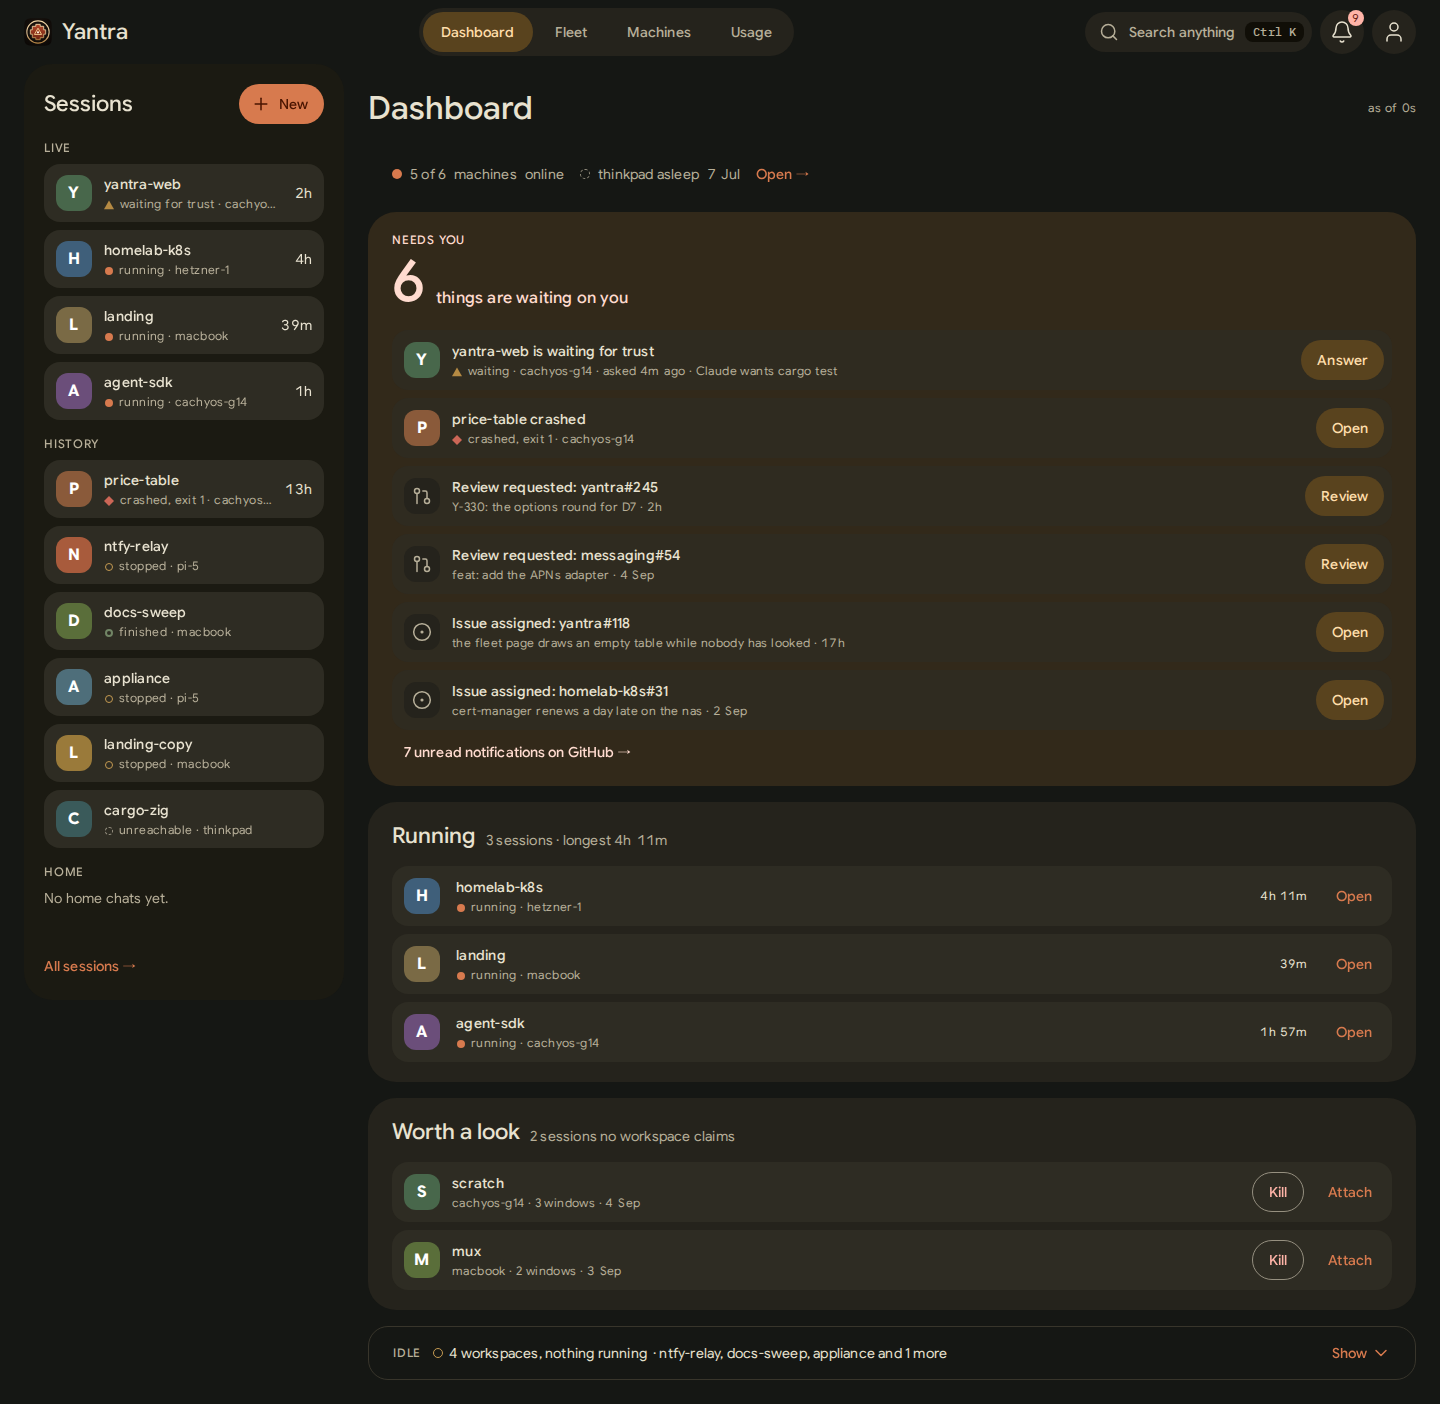 Yantra
Dashboard
Fleet
Machines
Usage
Search anything
Ctrl K
9
Sessions
New
LIVE
Y
yantra-web
waiting for trust · cachyo...
2h
H
homelab-k8s
running · hetzner-1
4h
L
landing
running · macbook
39m
A
agent-sdk
running · cachyos-g14
1h
HISTORY
P
price-table
crashed, exit 1 · cachyos...
13h
N
ntfy-relay
stopped · pi-5
D
docs-sweep
finished · macbook
A
appliance
stopped · pi-5
L
landing-copy
stopped · macbook
C
cargo-zig
unreachable · thinkpad
HOME
No home chats yet.
All sessions →
Dashboard
as of 0s
5 of 6 machines online
thinkpad asleep 7 Jul
Open →
NEEDS YOU
6 things are waiting on you
Y
yantra-web is waiting for trust
waiting · cachyos-g14 · asked 4m ago · Claude wants cargo test
Answer
P
price-table crashed
crashed, exit 1 · cachyos-g14
Open
Review requested: yantra#245
Y-330: the options round for D7 · 2h
Review
Review requested: messaging#54
feat: add the APNs adapter · 4 Sep
Review
Issue assigned: yantra#118
the fleet page draws an empty table while nobody has looked · 17h
Open
Issue assigned: homelab-k8s#31
cert-manager renews a day late on the nas · 2 Sep
Open
7 unread notifications on GitHub →
Running 3 sessions · longest 4h 11m
H
homelab-k8s
running · hetzner-1
4h 11m
Open
L
landing
running · macbook
39m
Open
A
agent-sdk
running · cachyos-g14
1h 57m
Open
Worth a look 2 sessions no workspace claims
S
scratch
cachyos-g14 · 3 windows · 4 Sep
Kill
Attach
M
mux
macbook · 2 windows · 3 Sep
Kill
Attach
IDLE 4 workspaces, nothing running · ntfy-relay, docs-sweep, appliance and 1 more
Show